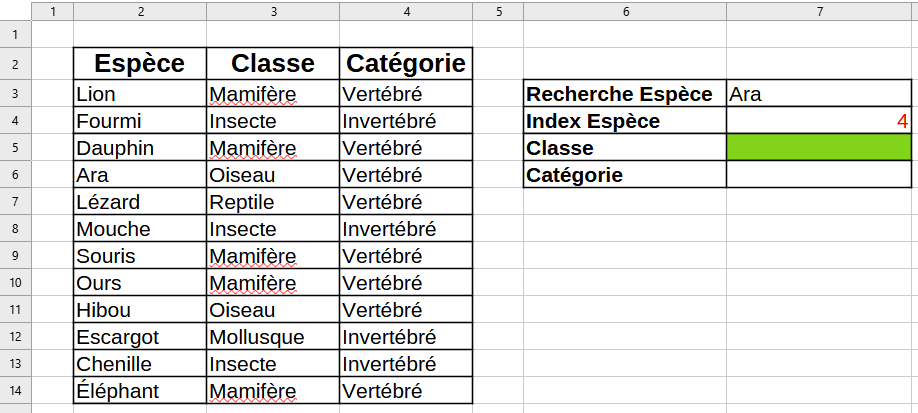 1 2 3 4 5 6 7
1
2 Espèce Classe Catégorie
3 Lion Mamifère Vertébré Recherche Espèce Ara
4 Fourmi Insecte Invertébré Index Espèce 4
5 Dauphin Mamifère Vertébré Classe
6 Ara Oiseau Vertébré Catégorie
7 Lézard Reptile Vertébré
8 Mouche Insecte Invertébré
9 Souris Mamifère Vertébré
10 Ours Mamifère Vertébré
11 Hibou Oiseau Vertébré
12 Escargot Mollusque Invertébré
13 Chenille Insecte Invertébré
14 Éléphant Mamifère Vertébré